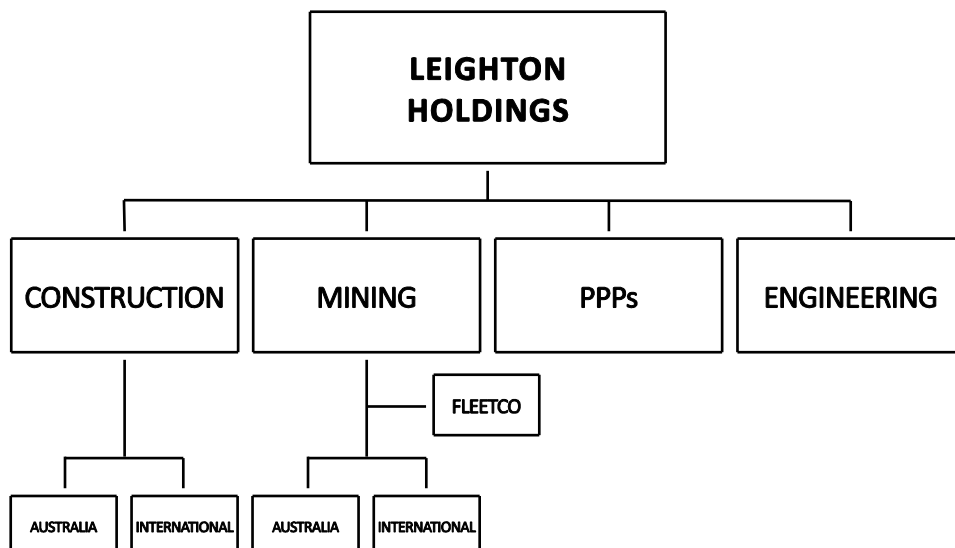 LEIGHTON
HOLDINGS
CONSTRUCTION
MINING
PPPs
ENGINEERING
FLEETCO
AUSTRALIA
INTERNATIONAL
AUSTRALIA
INTERNATIONAL